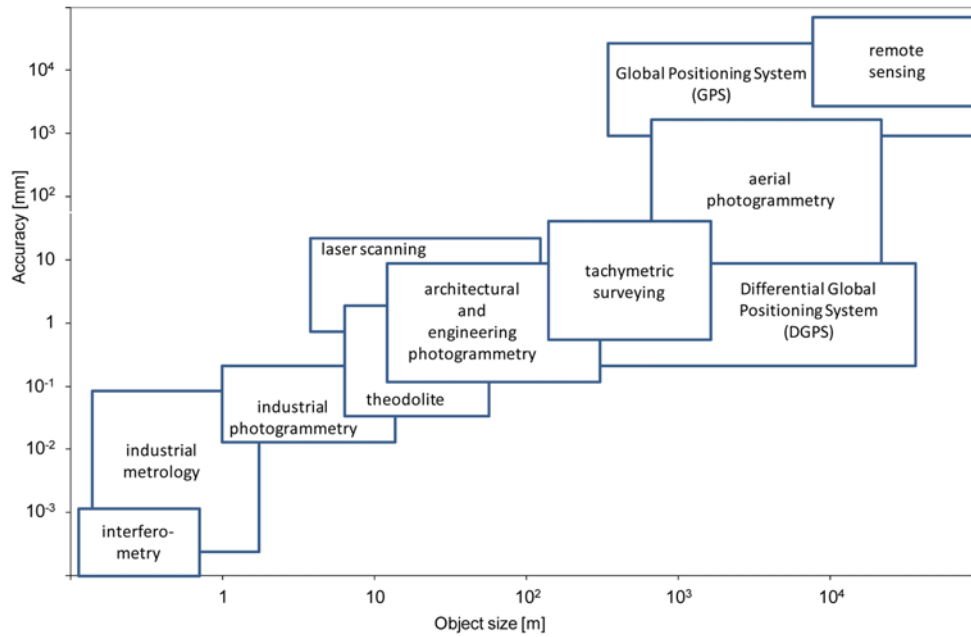 Accuracy [mm]
10⁴
10³
10²
10
1
10⁻¹
10⁻²
10⁻³
remote
sensing
Global Positioning System
(GPS)
aerial
photogrammetry
laser scanning
tachymetric
surveying
architectural
and
engineering
photogrammetry
Differential Global
Positioning System
(DGPS)
theodolite
industrial
photogrammetry
industrial
metrology
interfero-
metry
1
10
10²
10³
10⁴
Object size [m]